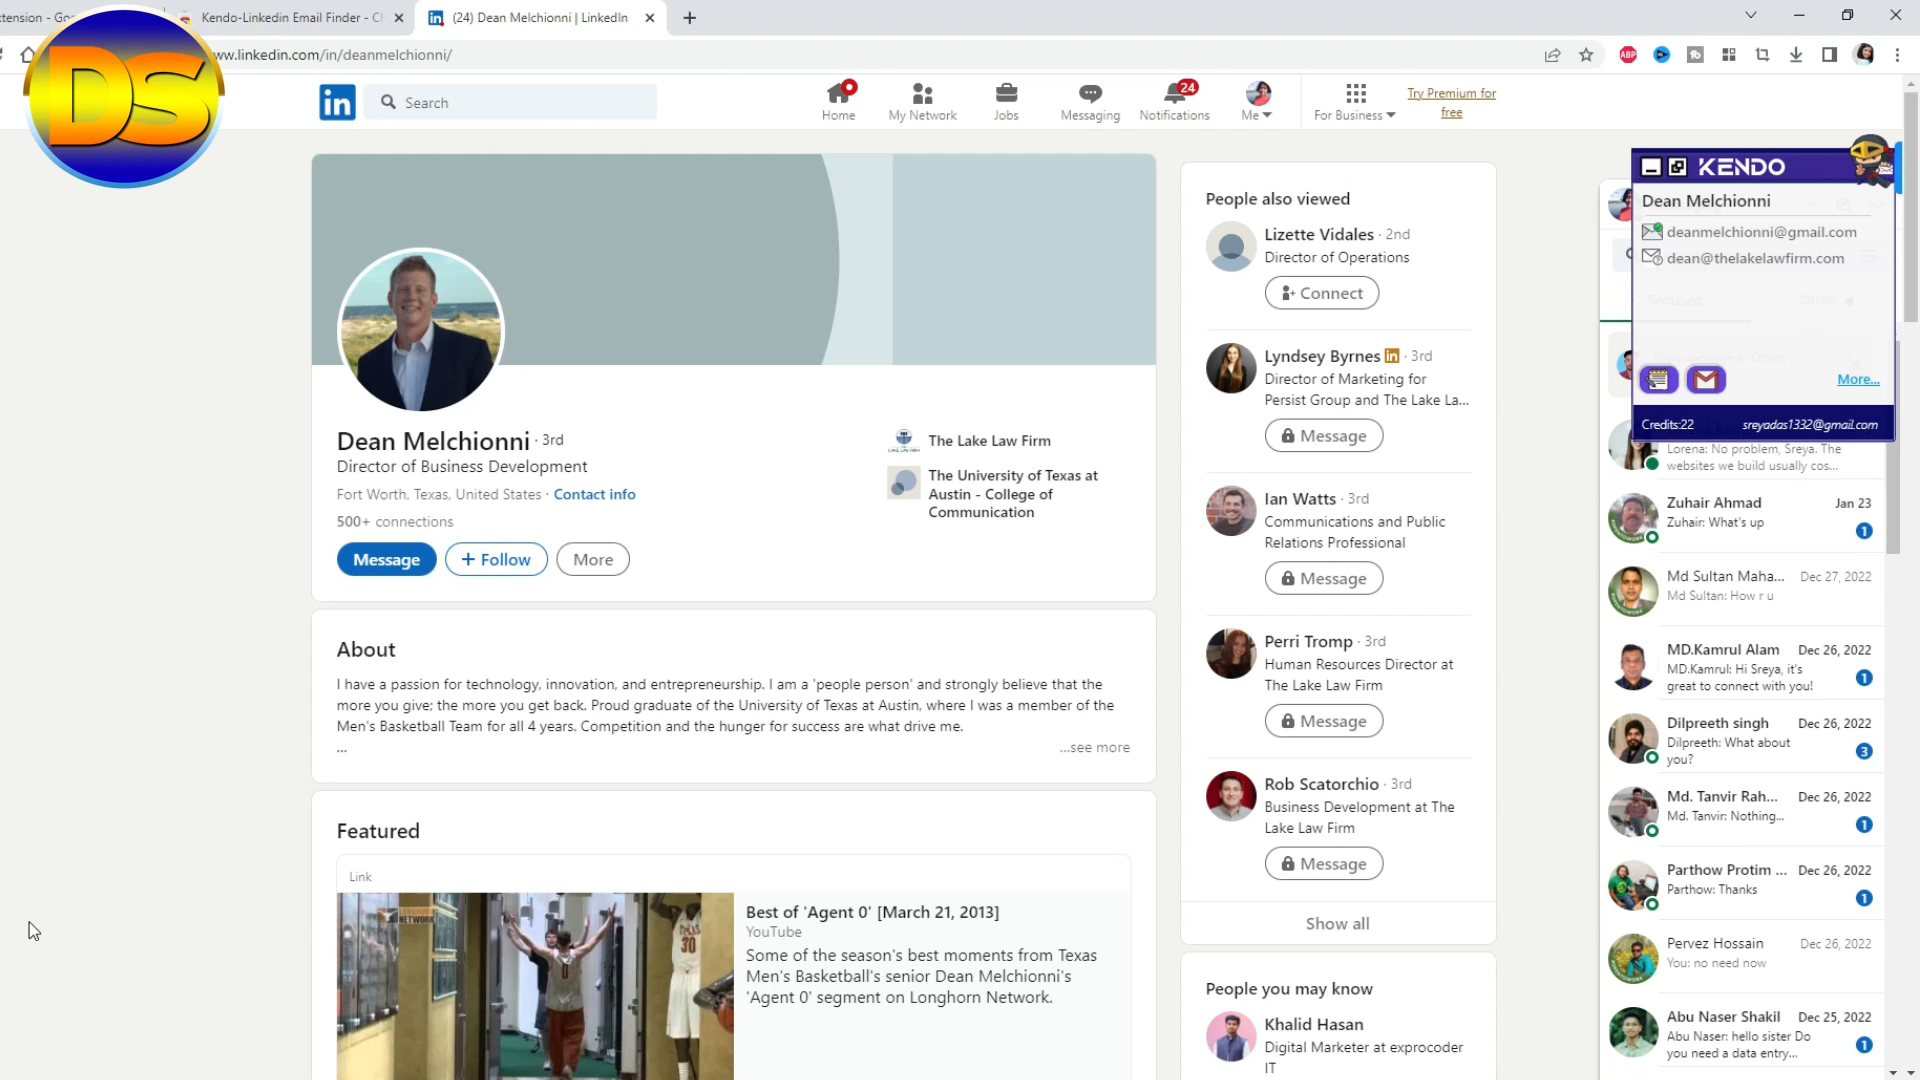 xtension - Go
Kendo-Linkedin Email Finder - Ch
(24) Dean Melchionni | LinkedIn
ww.linkedin.com/in/deanmelchionni/
ABP
DS
in
Search
Home
My Network
Jobs
Messaging
24
Notifications
Me
For Business
Try Premium for
free
Dean Melchionni · 3rd
Director of Business Development
Fort Worth, Texas, United States · Contact info
500+ connections
Message
+ Follow
More
The Lake Law Firm
The University of Texas at
Austin - College of
Communication
About
I have a passion for technology, innovation, and entrepreneurship. I am a 'people person' and strongly believe that the
more you give; the more you get back. Proud graduate of the University of Texas at Austin, where I was a member of the
Men's Basketball Team for all 4 years. Competition and the hunger for success are what drive me.
...
...see more
Featured
Link
NETWORK
TEXAS
30
0
Best of 'Agent 0' [March 21, 2013]
YouTube
Some of the season's best moments from Texas
Men's Basketball's senior Dean Melchionni's
'Agent 0' segment on Longhorn Network.
People also viewed
Lizette Vidales · 2nd
Director of Operations
Connect
Lyndsey Byrnes in · 3rd
Director of Marketing for
Persist Group and The Lake La...
Message
Ian Watts · 3rd
Communications and Public
Relations Professional
Message
Perri Tromp · 3rd
Human Resources Director at
The Lake Law Firm
Message
Rob Scatorchio · 3rd
Business Development at The
Lake Law Firm
Message
Show all
People you may know
Khalid Hasan
Digital Marketer at exprocoder
IT
KENDO
Dean Melchionni
deanmelchionni@gmail.com
dean@thelakelawfirm.com
More...
Credits:22
sreyadas1332@gmail.com
Lorena: No problem, Sreya. The
websites we build usually cos...
Zuhair Ahmad
Jan 23
Zuhair: What's up
1
Md Sultan Maha...
Dec 27, 2022
Md Sultan: How r u
MD.Kamrul Alam
Dec 26, 2022
MD.Kamrul: Hi Sreya, it's
great to connect with you!
1
Dilpreeth singh
Dec 26, 2022
Dilpreeth: What about
you?
3
Md. Tanvir Rah...
Dec 26, 2022
Md. Tanvir: Nothing...
1
Parthow Protim ...
Dec 26, 2022
Parthow: Thanks
1
Pervez Hossain
Dec 26, 2022
You: no need now
Abu Naser Shakil
Dec 25, 2022
Abu Naser: hello sister Do
you need a data entry...
1